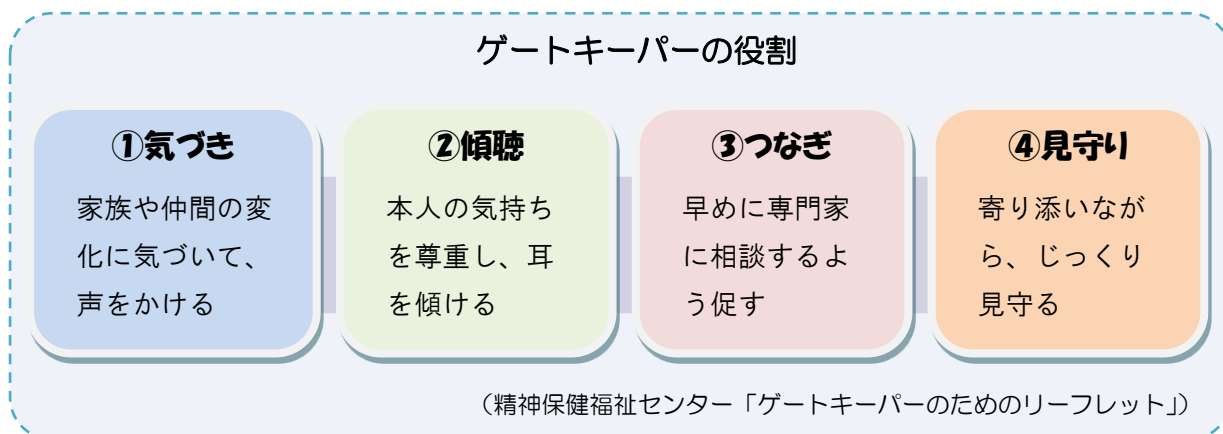 ゲートキーパーの役割
①気づき
家族や仲間の変
化に気づいて、
声をかける
②傾聴
本人の気持ち
を尊重し、耳
を傾ける
③つなぎ
早めに専門家
に相談するよ
う促す
④見守り
寄り添いなが
ら、じっくり
見守る
（精神保健福祉センター「ゲートキーパーのためのリーフレット」）